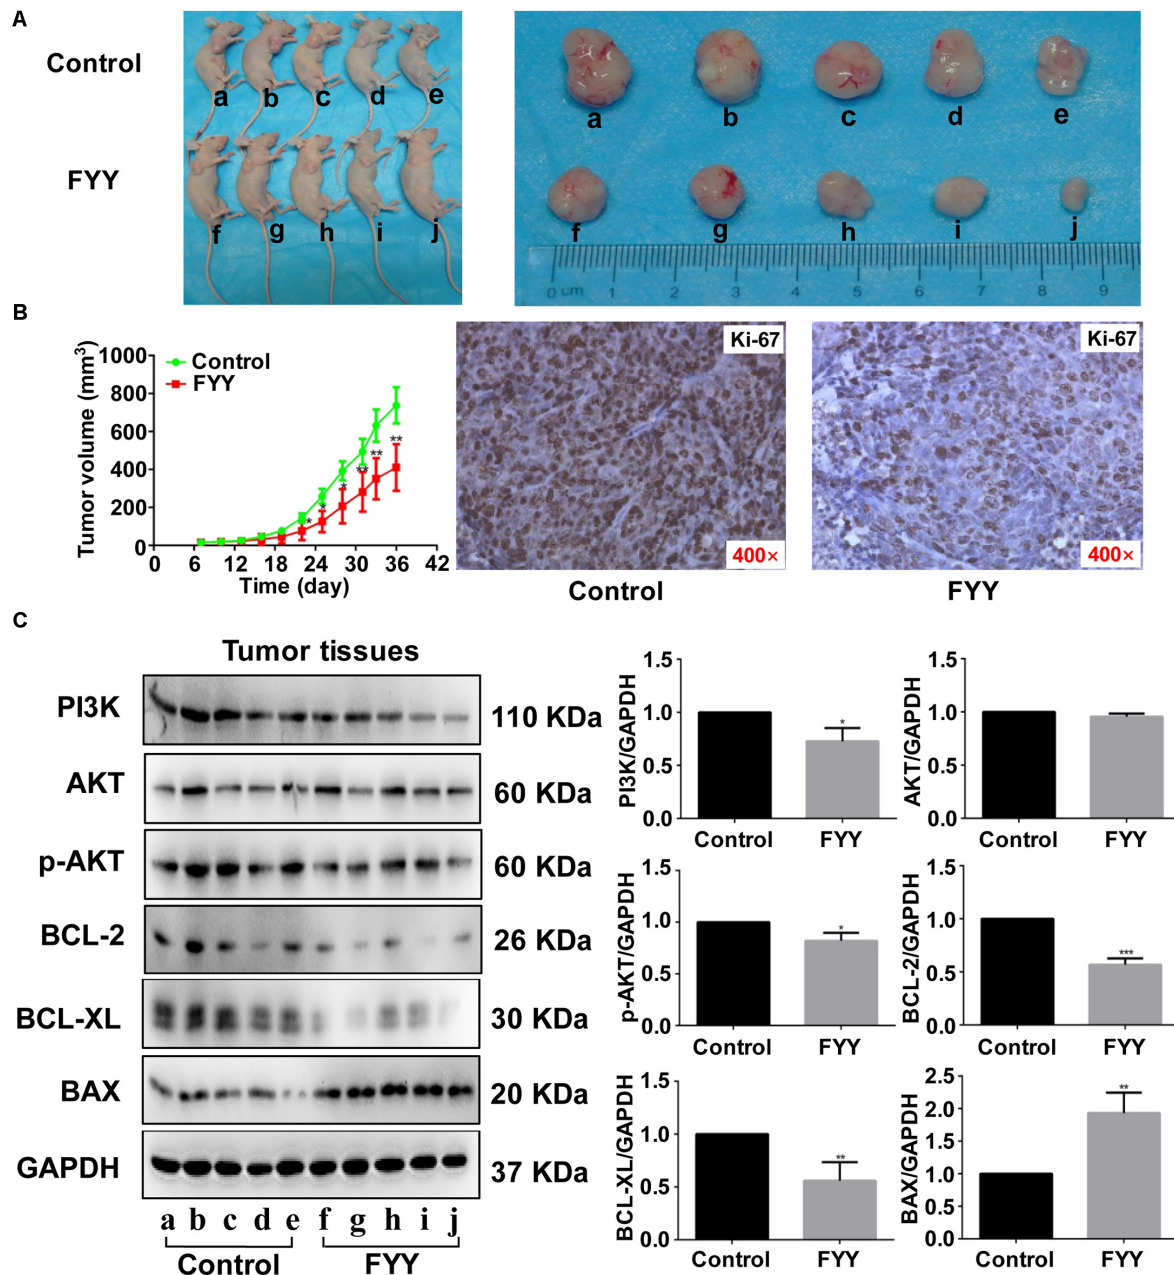 A
Control
a b c d e
FYY
f g h i j
a b c d e
f g h i j
0 cm 1 2 3 4 5 6 7 8 9
B
Tumor volume (mm3)
1000
800
600
400
200
0
Control
FYY
*
*
*
**
**
**
0 6 12 18 24 30 36 42
Time (day)
Ki-67
400×
Control
Ki-67
400×
FYY
C
Tumor tissues
PI3K 110 KDa
AKT 60 KDa
p-AKT 60 KDa
BCL-2 26 KDa
BCL-XL 30 KDa
BAX 20 KDa
GAPDH 37 KDa
a b c d e f g h i j
Control FYY
PI3K/GAPDH
1.5
1.0
0.5
0.0
*
Control FYY
AKT/GAPDH
1.5
1.0
0.5
0.0
Control FYY
p-AKT/GAPDH
1.5
1.0
0.5
0.0
*
Control FYY
BCL-2/GAPDH
1.5
1.0
0.5
0.0
***
Control FYY
BCL-XL/GAPDH
1.5
1.0
0.5
0.0
**
Control FYY
BAX/GAPDH
2.5
2.0
1.5
1.0
0.5
0.0
**
Control FYY